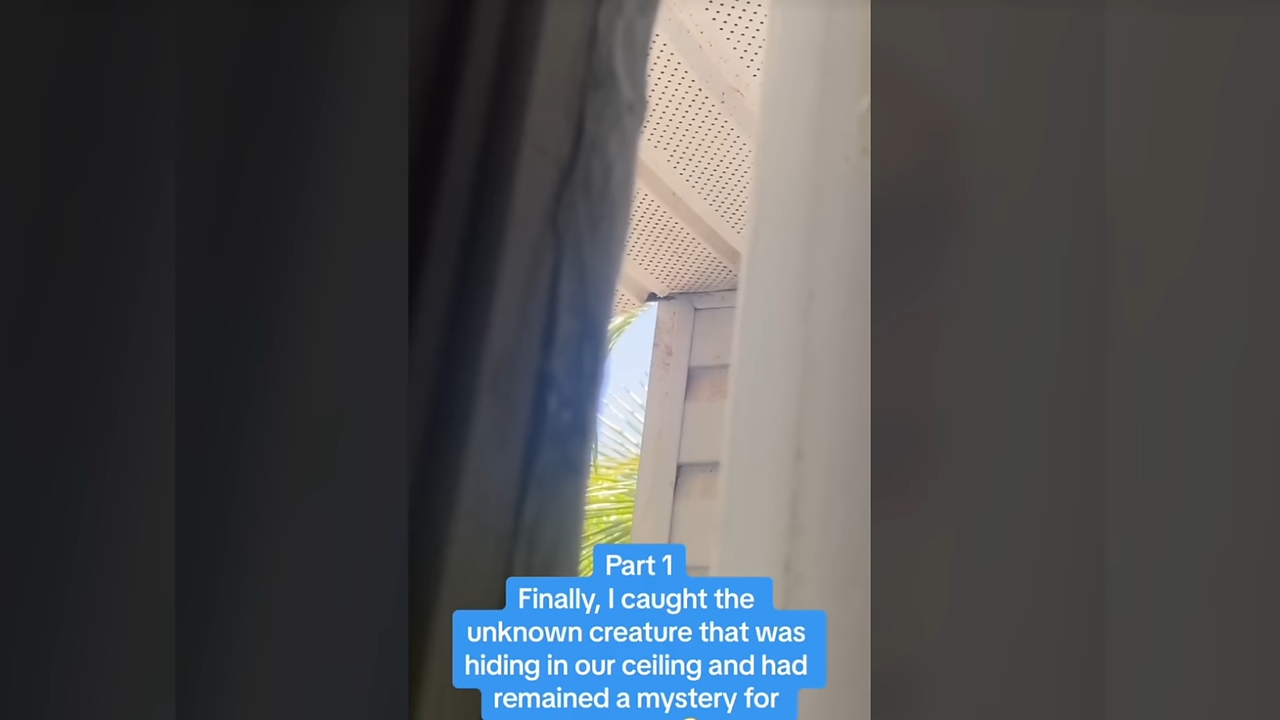 Part 1
Finally, I caught the
unknown creature that was
hiding in our ceiling and had
remained a mystery for